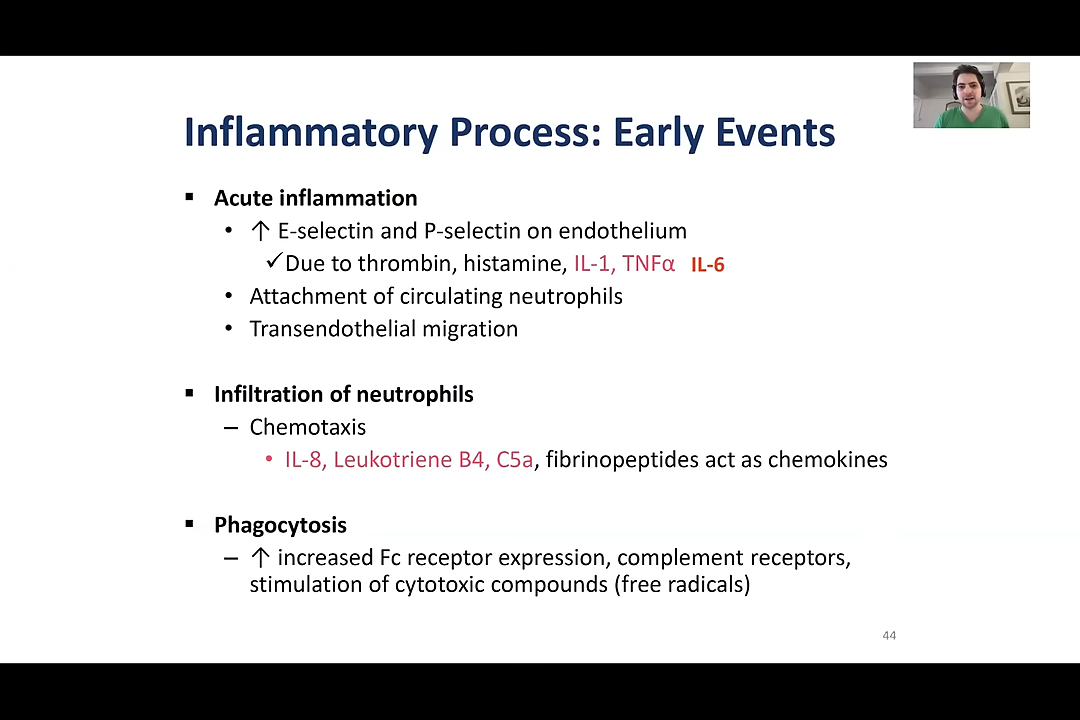 Inflammatory Process: Early Events
▪ Acute inflammation
• ↑ E-selectin and P-selectin on endothelium
✓Due to thrombin, histamine, IL-1, TNFα IL-6
• Attachment of circulating neutrophils
• Transendothelial migration
▪ Infiltration of neutrophils
– Chemotaxis
• IL-8, Leukotriene B4, C5a, fibrinopeptides act as chemokines
▪ Phagocytosis
– ↑ increased Fc receptor expression, complement receptors,
stimulation of cytotoxic compounds (free radicals)
44